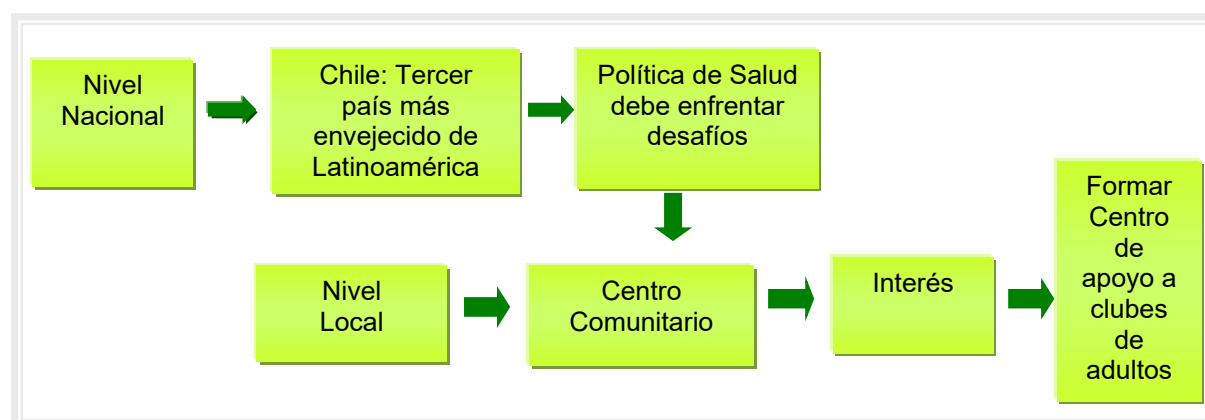 Nivel
Nacional
Chile: Tercer
país más
envejecido de
Latinoamérica
Política de Salud
debe enfrentar
desafíos
Nivel
Local
Centro
Comunitario
Interés
Formar
Centro
de
apoyo a
clubes
de
adultos